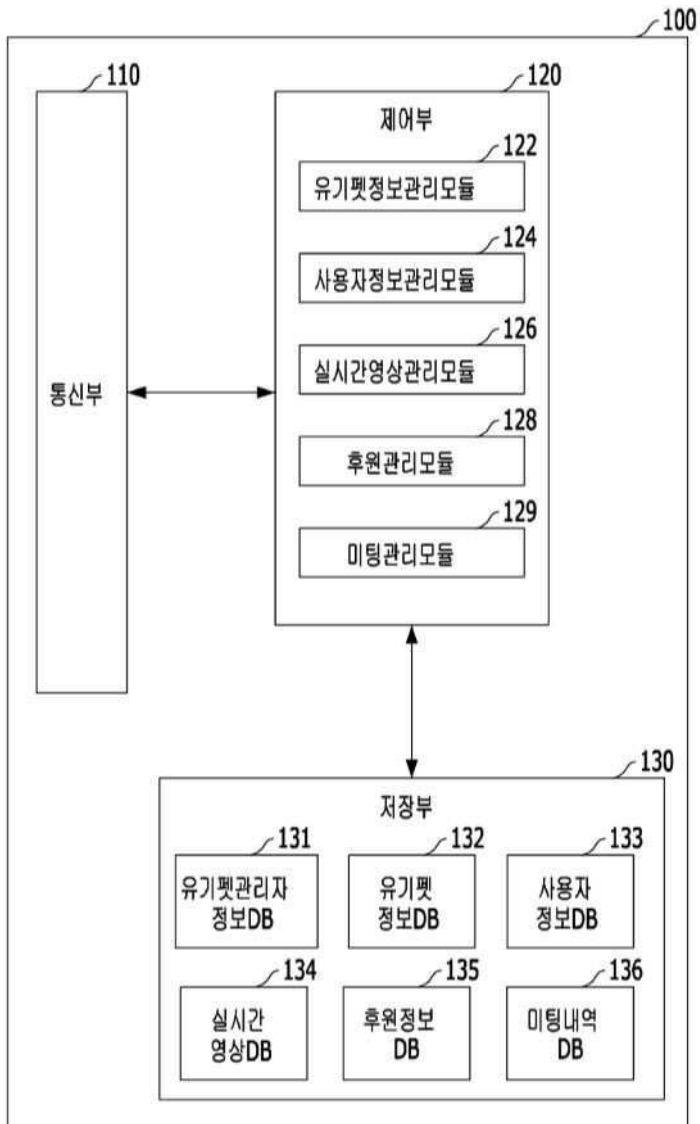 100
110
통신부
120
제어부
122
유기펫정보관리모듈
124
사용자정보관리모듈
126
실시간영상관리모듈
128
후원관리모듈
129
미팅관리모듈
130
저장부
131
유기펫관리자
정보DB
132
유기펫
정보DB
133
사용자
정보DB
134
실시간
영상DB
135
후원정보
DB
136
미팅내역
DB